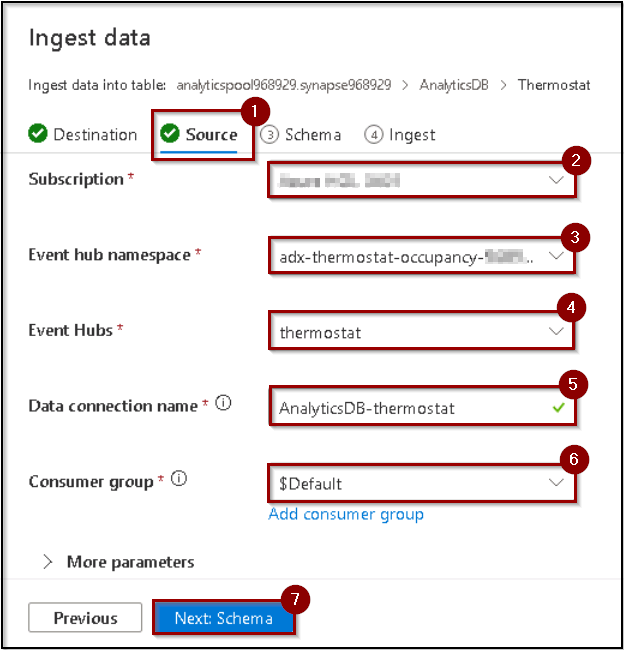 Ingest data
Ingest data into table: analyticspool968929.synapse968929 > AnalyticsDB > Thermostat
1
Destination Source 3 Schema 4 Ingest
2
Subscription *
3
Event hub namespace * adx-thermostat-occupancy-
4
Event Hubs * thermostat
5
Data connection name * AnalyticsDB-thermostat
6
Consumer group * $Default
Add consumer group
More parameters
7
Previous Next: Schema